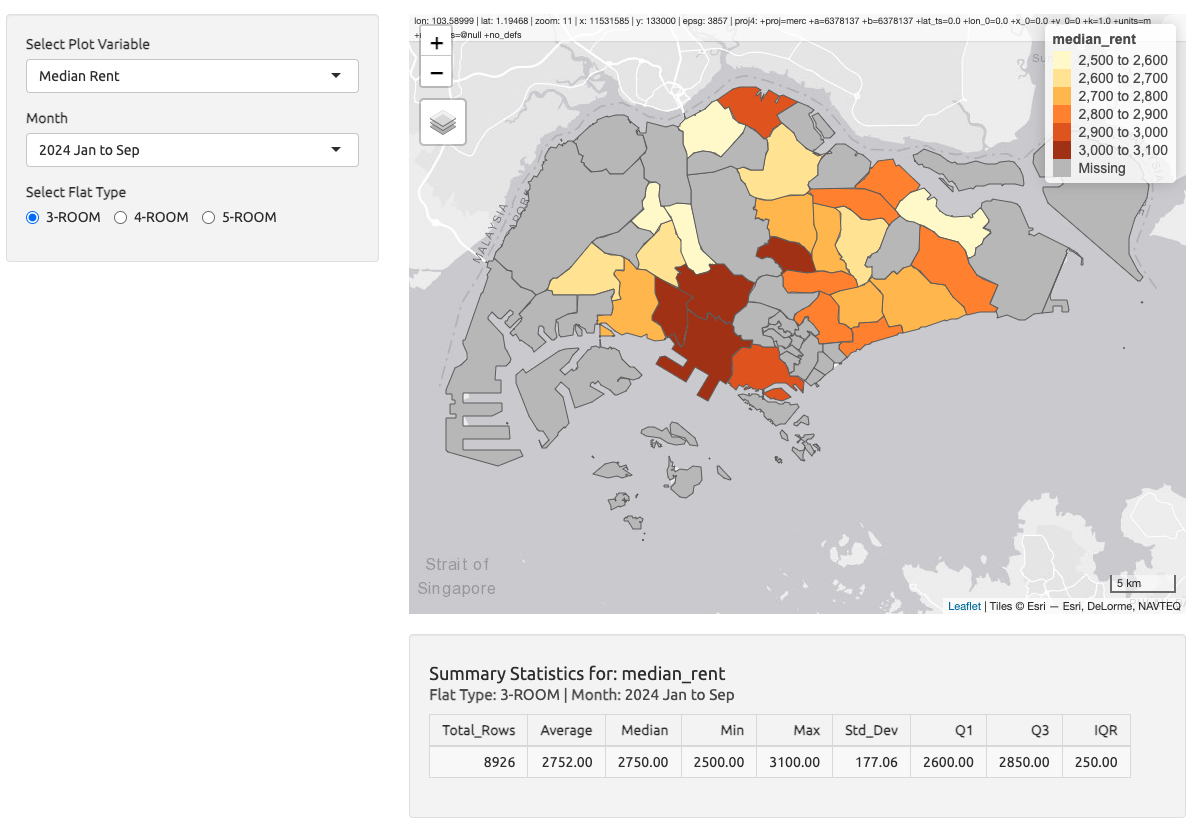 Select Plot Variable
Median Rent
Month
2024 Jan to Sep
Select Flat Type
3-ROOM 4-ROOM 5-ROOM
lon: 103.58999 | lat: 1.19468 | zoom: 11 | x: 11531585 | y: 133000 | epsg: 3857 | proj4: +proj=merc +a=6378137 +b=6378137 +lat_ts=0.0 +lon_0=0.0 +x_0=0.0 +y_0=0 +k=1.0 +units=m
=@null +no_defs
+
−
median_rent
2,500 to 2,600
2,600 to 2,700
2,700 to 2,800
2,800 to 2,900
2,900 to 3,000
3,000 to 3,100
Missing
MALAYSIA
Strait of
Singapore
5 km
Leaflet | Tiles © Esri — Esri, DeLorme, NAVTEQ
Summary Statistics for: median_rent
Flat Type: 3-ROOM | Month: 2024 Jan to Sep
Total_Rows Average Median Min Max Std_Dev Q1 Q3 IQR
8926 2752.00 2750.00 2500.00 3100.00 177.06 2600.00 2850.00 250.00